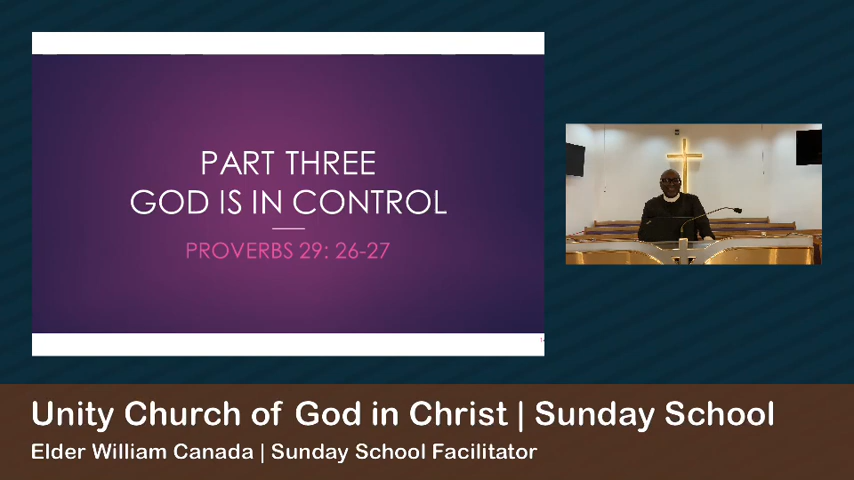 PART THREE
GOD IS IN CONTROL
PROVERBS 29: 26-27
Unity Church of God in Christ | Sunday School
Elder William Canada | Sunday School Facilitator